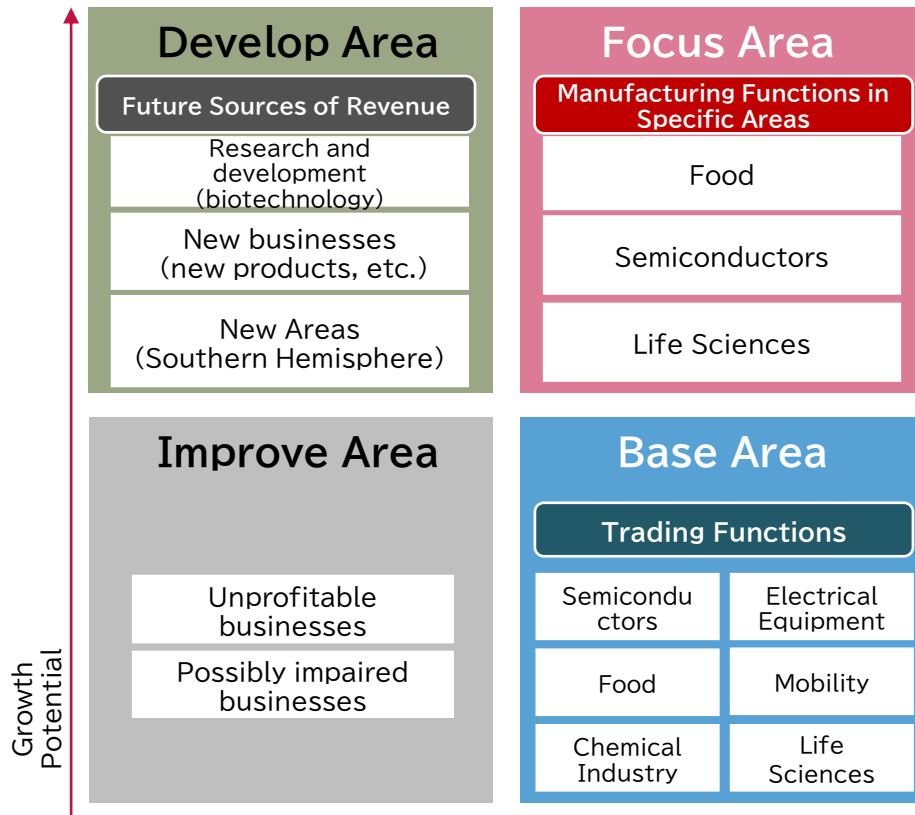 Develop Area
Future Sources of Revenue
Research and
development
(biotechnology)
New businesses
(new products, etc.)
New Areas
(Southern Hemisphere)
Focus Area
Manufacturing Functions in
Specific Areas
Food
Semiconductors
Life Sciences
Improve Area
Unprofitable
businesses
Possibly impaired
businesses
Base Area
Trading Functions
Semicondu
ctors
Electrical
Equipment
Food
Mobility
Chemical
Industry
Life
Sciences
Growth
Potential